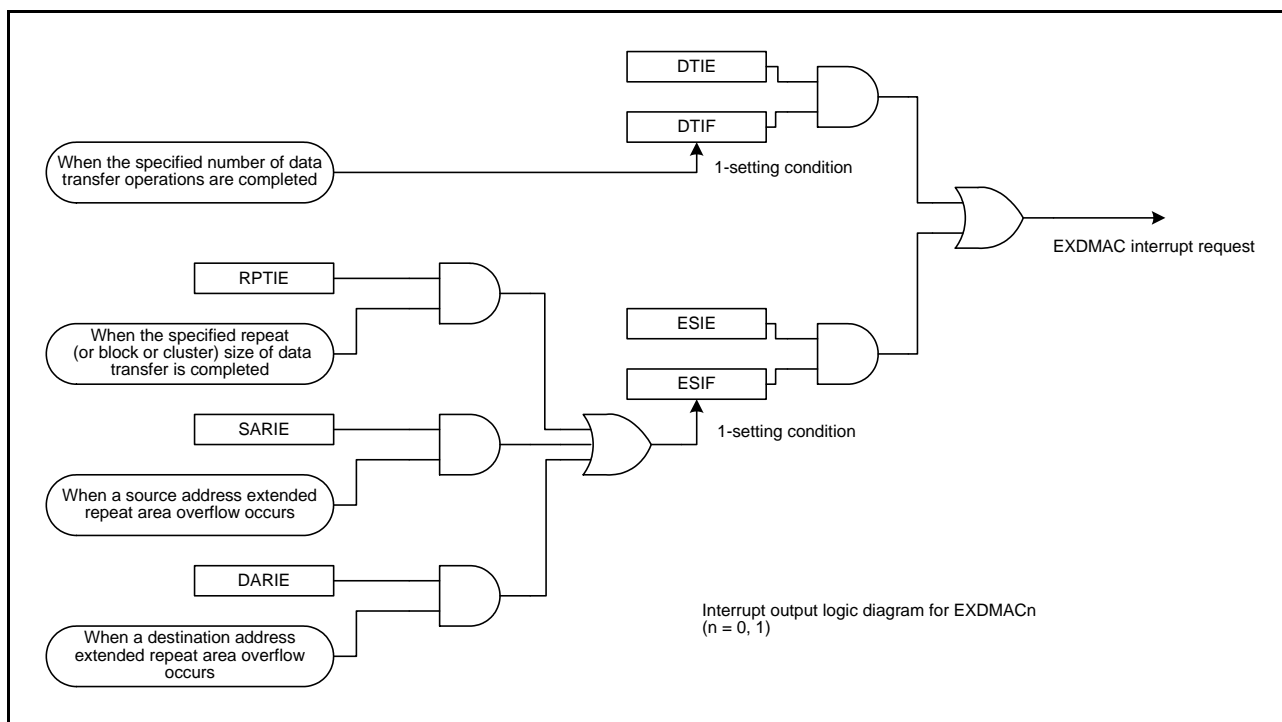 DTIE
DTIF
When the specified number of data
transfer operations are completed
1-setting condition
EXDMAC interrupt request
RPTIE
When the specified repeat
(or block or cluster) size of data
transfer is completed
ESIE
ESIF
1-setting condition
SARIE
When a source address extended
repeat area overflow occurs
DARIE
When a destination address
extended repeat area overflow
occurs
Interrupt output logic diagram for EXDMACn
(n = 0, 1)